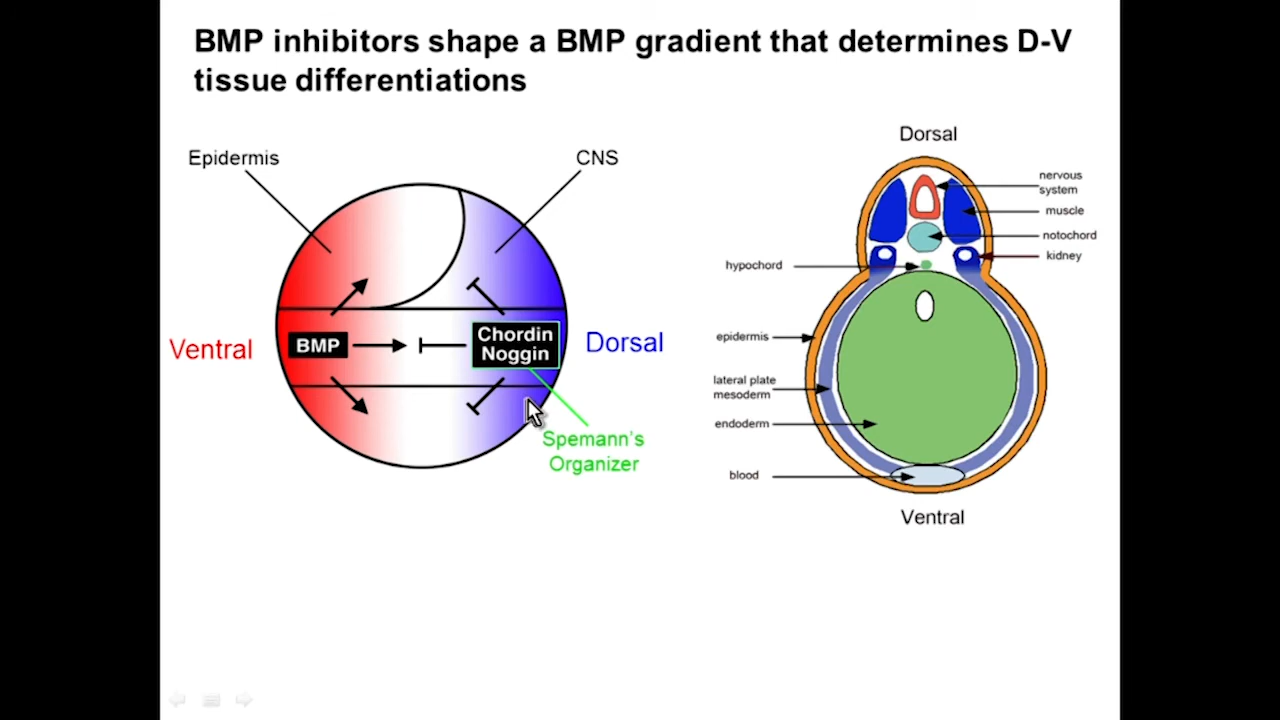 BMP inhibitors shape a BMP gradient that determines D-V
tissue differentiations
Epidermis
CNS
Ventral
BMP
Chordin
Noggin
Dorsal
Spemann's
Organizer
Dorsal
nervous
system
muscle
notochord
kidney
hypochord
epidermis
lateral plate
mesoderm
endoderm
blood
Ventral